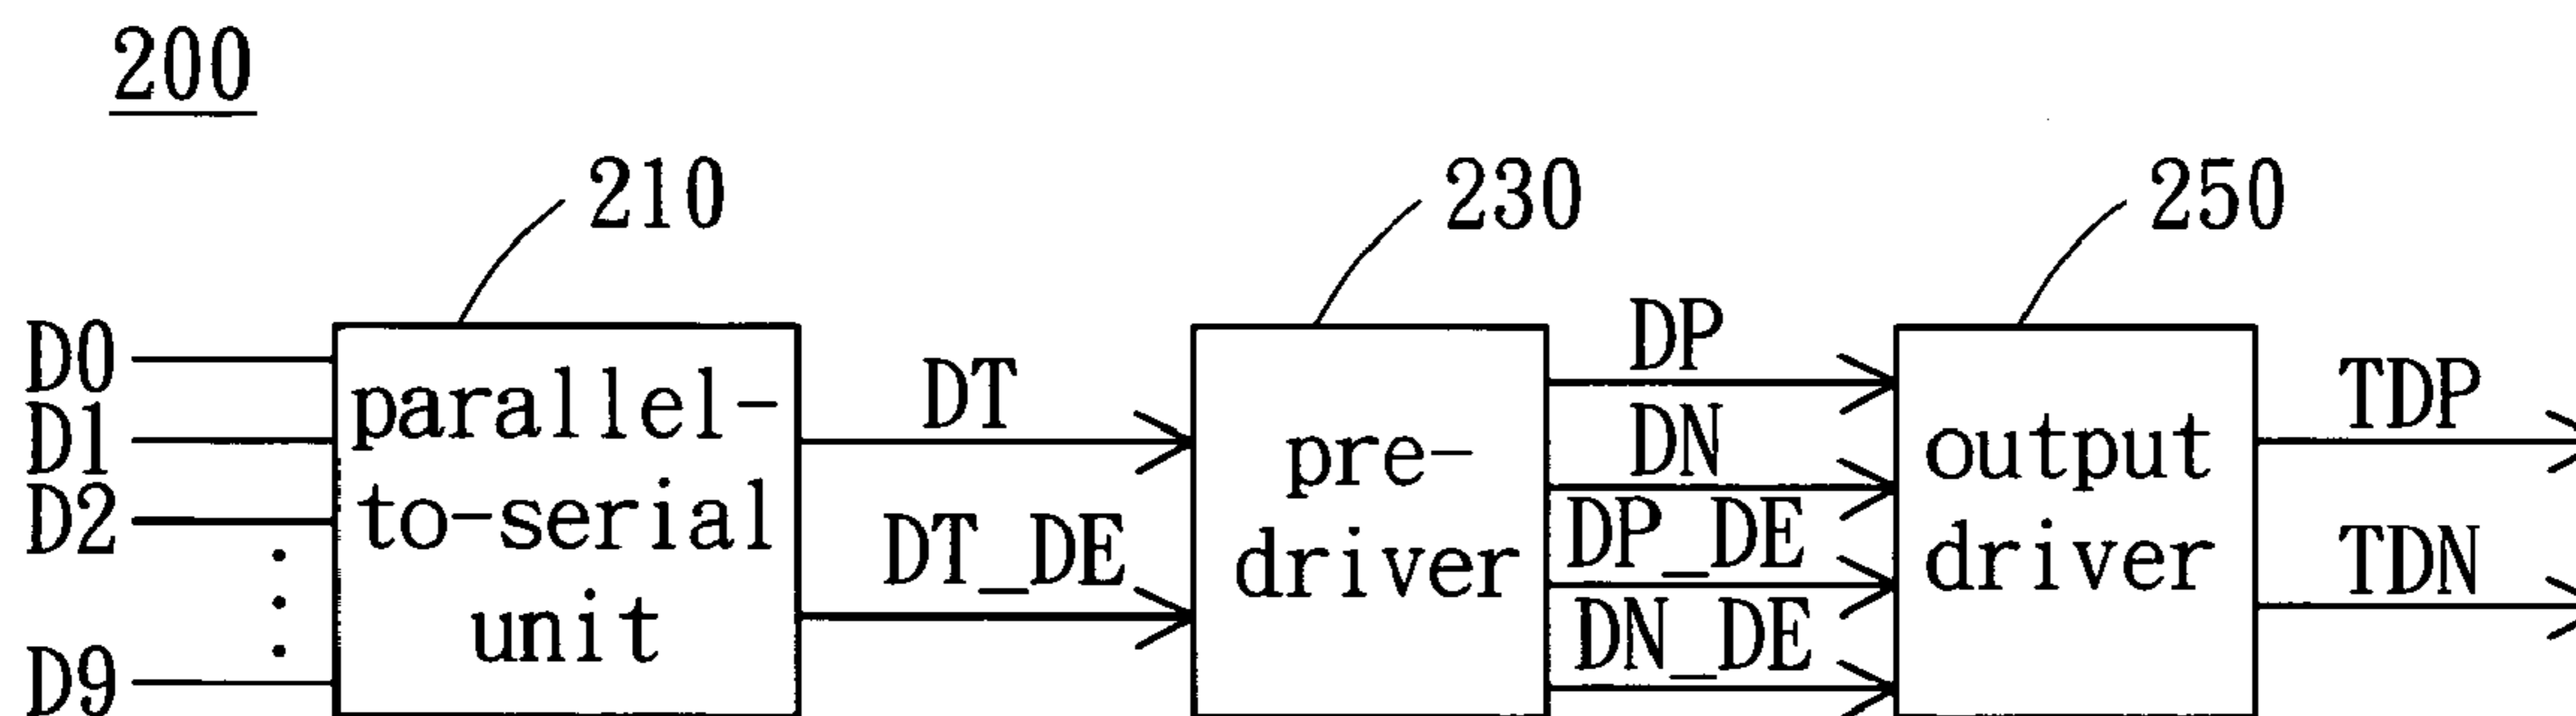 200
210
230
250
D0
D1
D2
D9
parallel-
to-serial
unit
DT
DT_DE
pre-
driver
DP
DN
DP_DE
DN_DE
output
driver
TDP
TDN